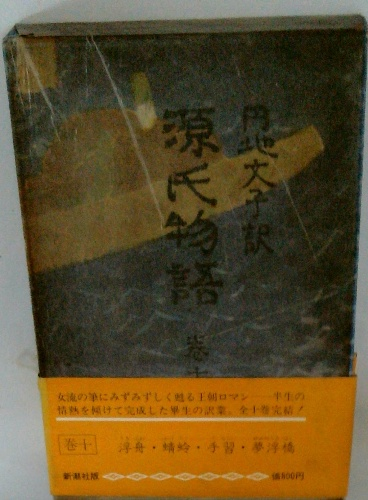 円地文子訳
源氏物語
巻十
女流の筆にみずみずしく甦る王朝ロマン――半生の
情熱を傾けて完成した畢生の訳業。全十巻完結!
巻十
浮舟・蜻蛉・手習・夢浮橋
新潮社版
価800円